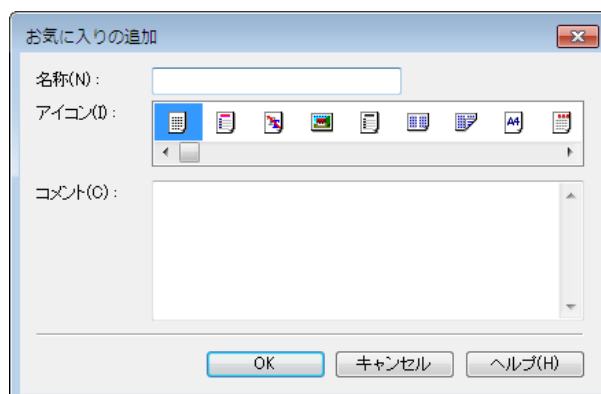 お気に入りの追加
名称(N):
アイコン(I):
A4
コメント(C):
OK キャンセル ヘルプ(H)